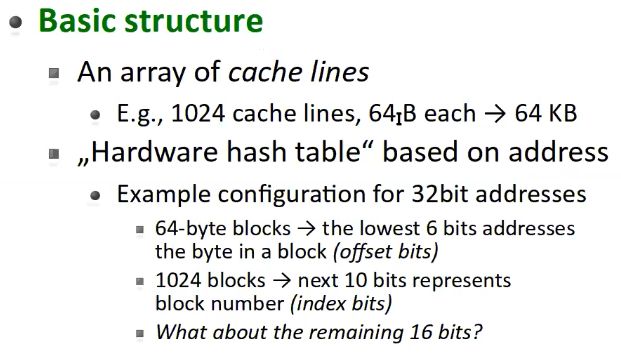 Basic structure
An array of cache lines
E.g., 1024 cache lines, 64 B each → 64 KB
„Hardware hash table“ based on address
Example configuration for 32bit addresses
64-byte blocks → the lowest 6 bits addresses
the byte in a block (offset bits)
1024 blocks → next 10 bits represents
block number (index bits)
What about the remaining 16 bits?